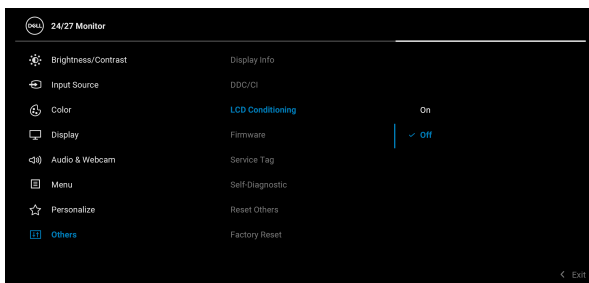 DELL 24/27 Monitor
Brightness/Contrast Display Info
Input Source DDC/CI
Color LCD Conditioning On
Display Firmware Off
Audio & Webcam Service Tag
Menu Self-Diagnostic
Personalize Reset Others
Others Factory Reset
Exit